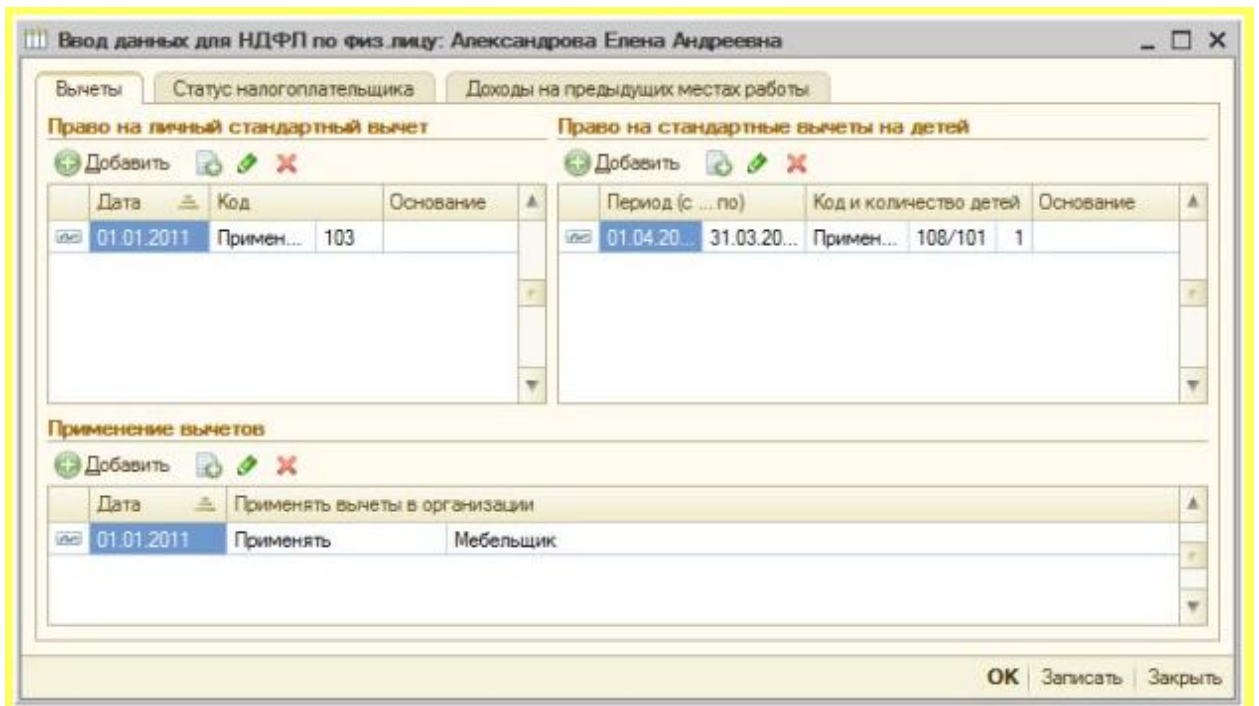 Ввод данных для НДФЛ по физ.лицу: Александрова Елена Андреевна
Вычеты Статус налогоплательщика Доходы на предыдущих местах работы
Право на личный стандартный вычет Право на стандартные вычеты на детей
Добавить Добавить
Дата Код Основание Период (с ... по) Код и количество детей Основание
01.01.2011 Примен... 103 01.04.20... 31.03.20... Примен... 108/101 1
Применение вычетов
Добавить
Дата Применять вычеты в организации
01.01.2011 Применять Мебельщик
OK Записать Закрыть